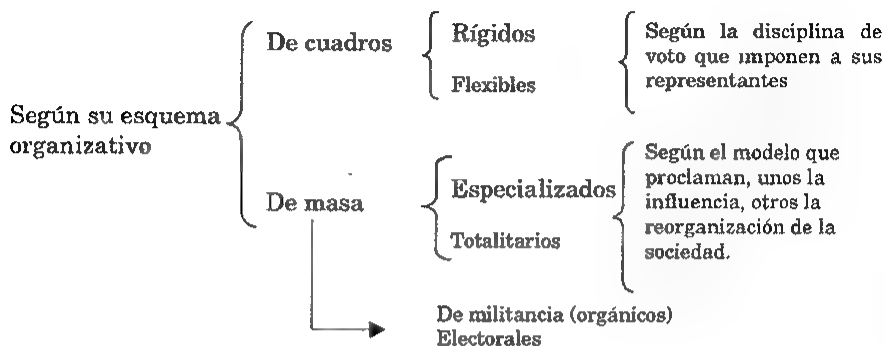 De cuadros
Rígidos
Flexibles
Según la disciplina de
voto que imponen a sus
representantes
Según su esquema
organizativo
De masa
Especializados
Totalitarios
Según el modelo que
proclaman, unos la
influencia, otros la
reorganización de la
sociedad.
De militancia (orgánicos)
Electorales